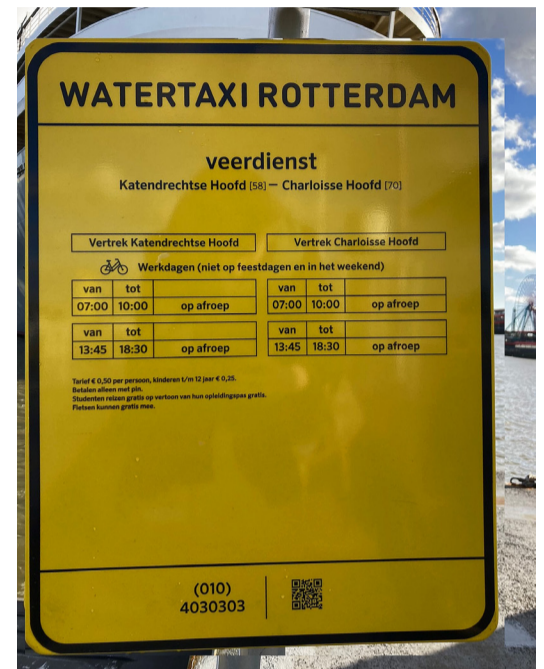 WATERTAXI ROTTERDAM
veerdienst
Katendrechtse Hoofd [58] — Charloisse Hoofd [70]
Vertrek Katendrechtse Hoofd Vertrek Charloisse Hoofd
Werkdagen (niet op feestdagen en in het weekend)
van tot van tot
07:00 10:00 op afroep 07:00 10:00 op afroep
van tot van tot
13:45 18:30 op afroep 13:45 18:30 op afroep
Tarief € 0,50 per persoon, kinderen t/m 12 jaar € 0,25.
Betalen alleen met pin.
Studenten reizen gratis op vertoon van hun opleidingspas gratis.
Fietsen kunnen gratis mee.
(010)
4030303